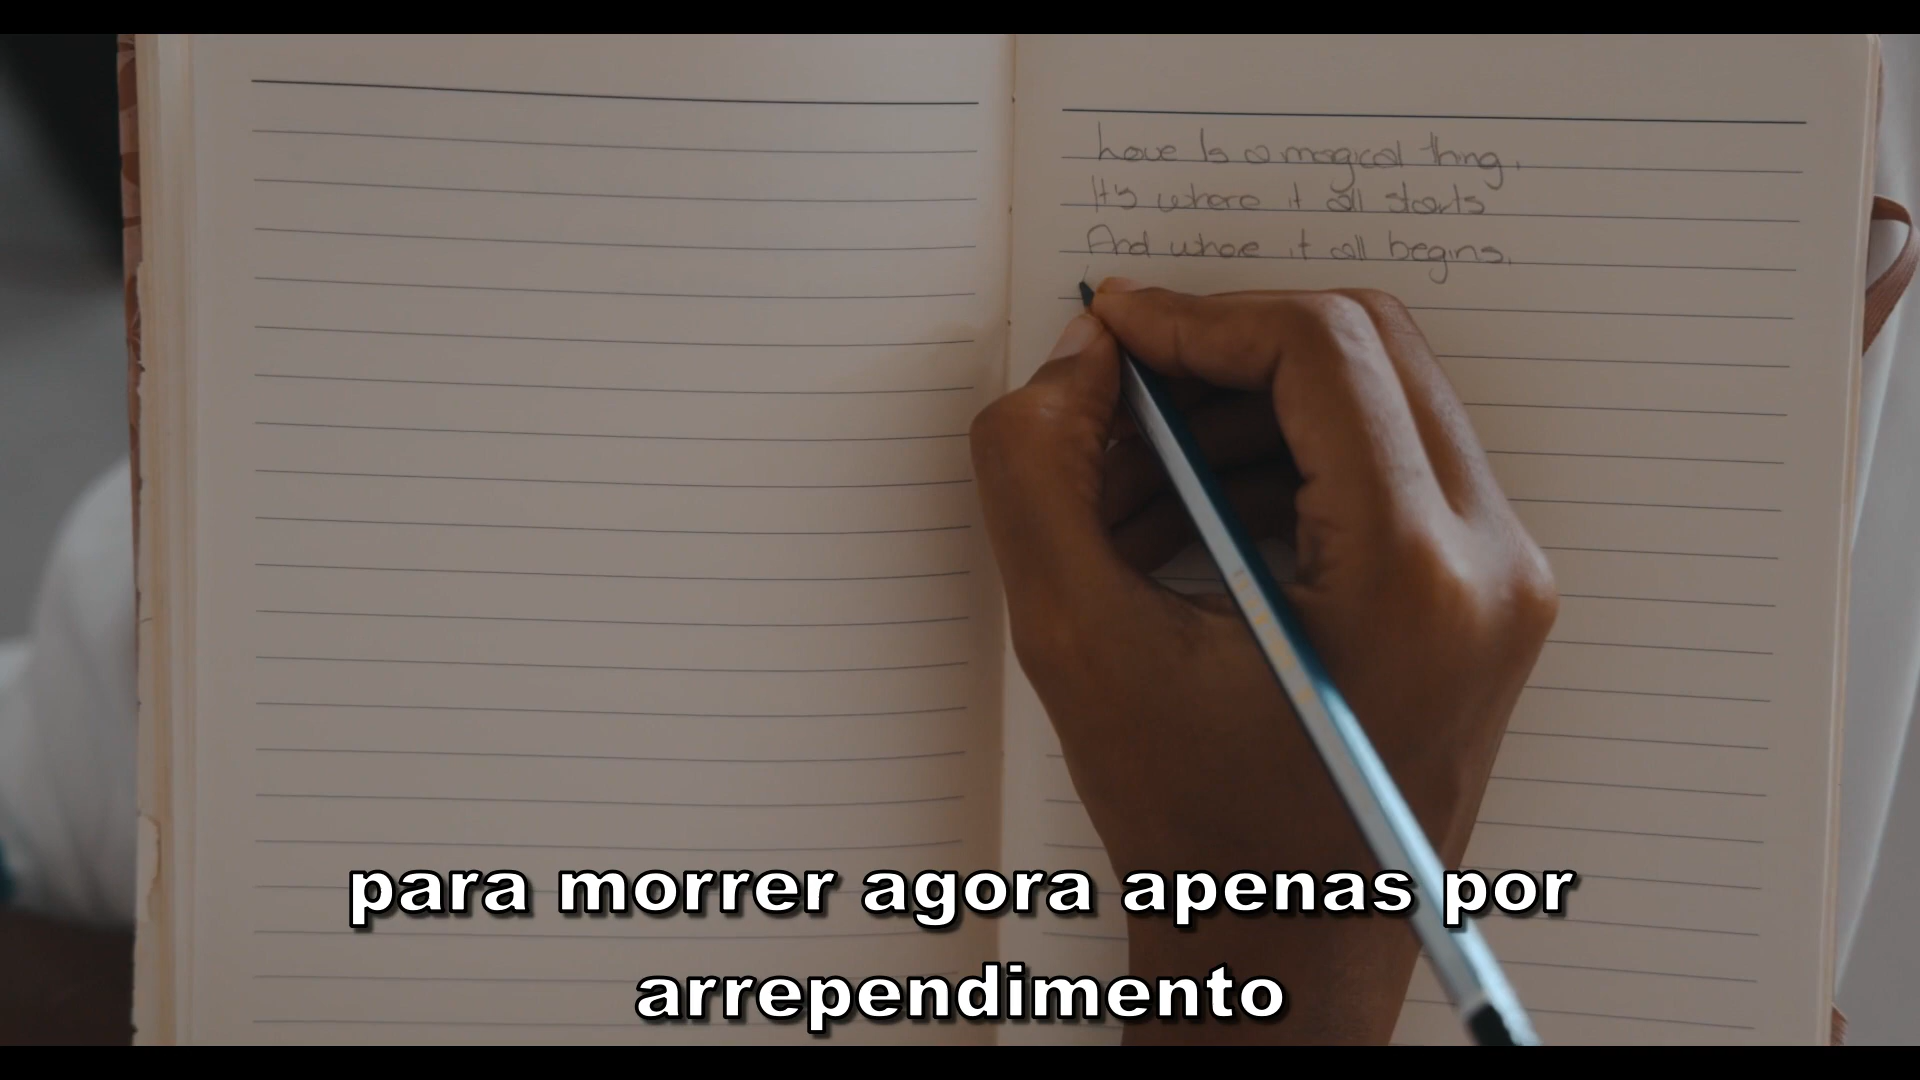 Love Is a magical thing.
It's where it all starts
And where it all begins.
para morrer agora apenas por
arrependimento